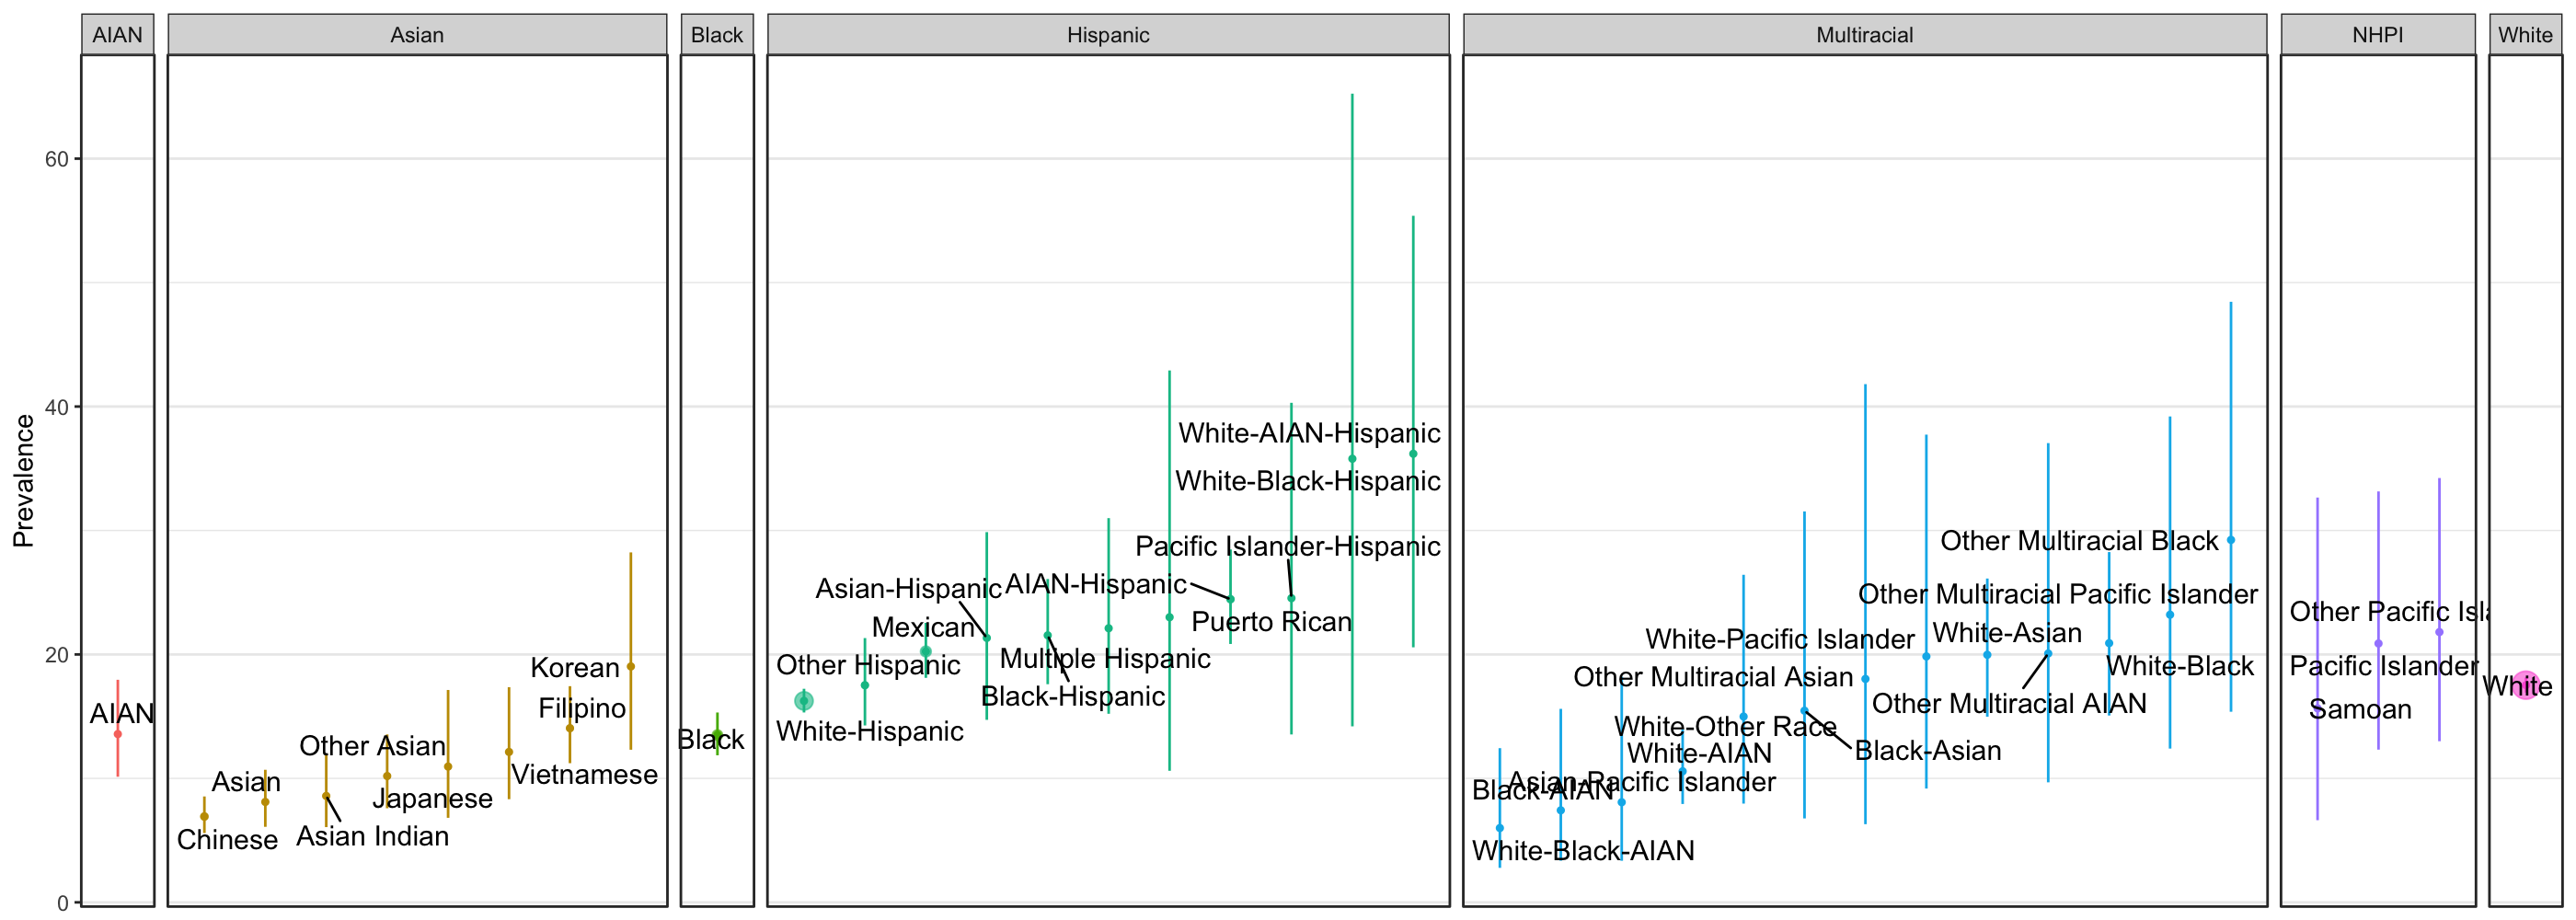 AIAN
Asian
Black
Hispanic
Multiracial
NHPI
White
Prevalence
60
40
20
0
AIAN
Chinese
Asian
Asian Indian
Other Asian
Japanese
Vietnamese
Filipino
Korean
Black
White-Hispanic
Other Hispanic
Mexican
Asian-Hispanic
Black-Hispanic
Multiple Hispanic
AIAN-Hispanic
Puerto Rican
Pacific Islander-Hispanic
White-Black-Hispanic
White-AIAN-Hispanic
White-Black-AIAN
Black-AIAN
Asian-Pacific Islander
White-AIAN
White-Other Race
Black-Asian
Other Multiracial Asian
White-Pacific Islander
White-Asian
Other Multiracial AIAN
White-Black
Other Multiracial Pacific Islander
Other Multiracial Black
Samoan
Pacific Islander
Other Pacific Isla
White